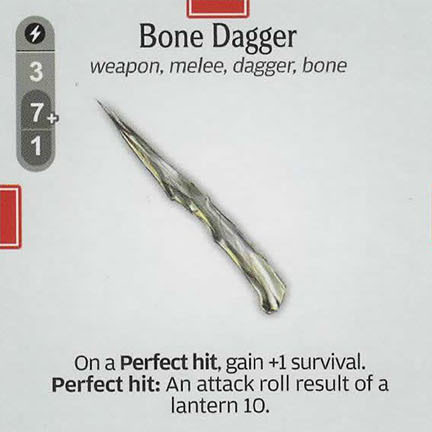 Bone Dagger
weapon, melee, dagger, bone
3
7+
1
On a Perfect hit, gain +1 survival.
Perfect hit: An attack roll result of a
lantern 10.